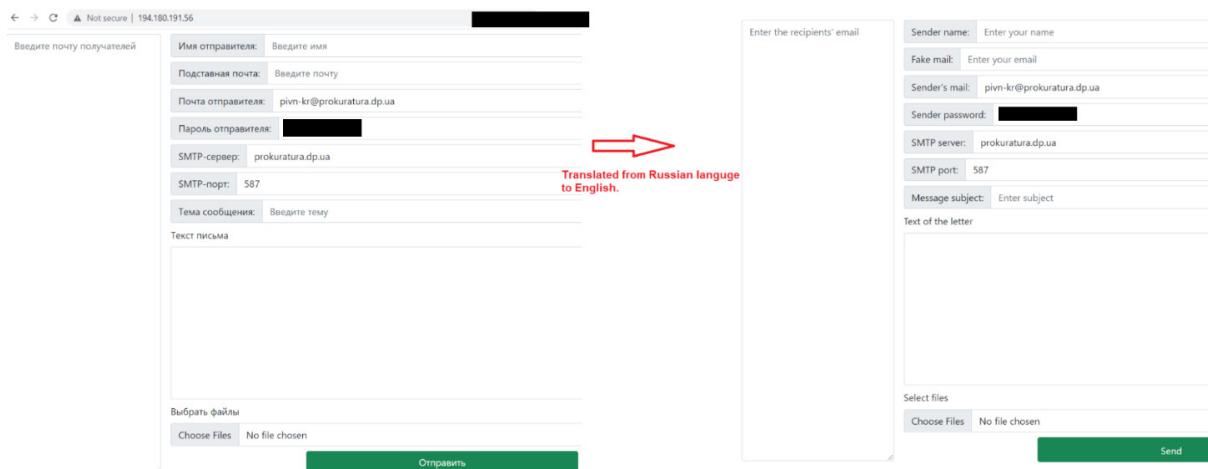 Not secure | 194.180.191.56
Введите почту получателей
Имя отправителя: Введите имя
Подставная почта: Введите почту
Почта отправителя: pivn-kr@prokuratura.dp.ua
Пароль отправителя:
SMTP-сервер: prokuratura.dp.ua
SMTP-порт: 587
Тема сообщения: Введите тему
Текст письма
Выбрать файлы
Choose Files No file chosen
Отправить
Translated from Russian languge
to English.
Enter the recipients' email
Sender name: Enter your name
Fake mail: Enter your email
Sender's mail: pivn-kr@prokuratura.dp.ua
Sender password:
SMTP server: prokuratura.dp.ua
SMTP port: 587
Message subject: Enter subject
Text of the letter
Select files
Choose Files No file chosen
Send